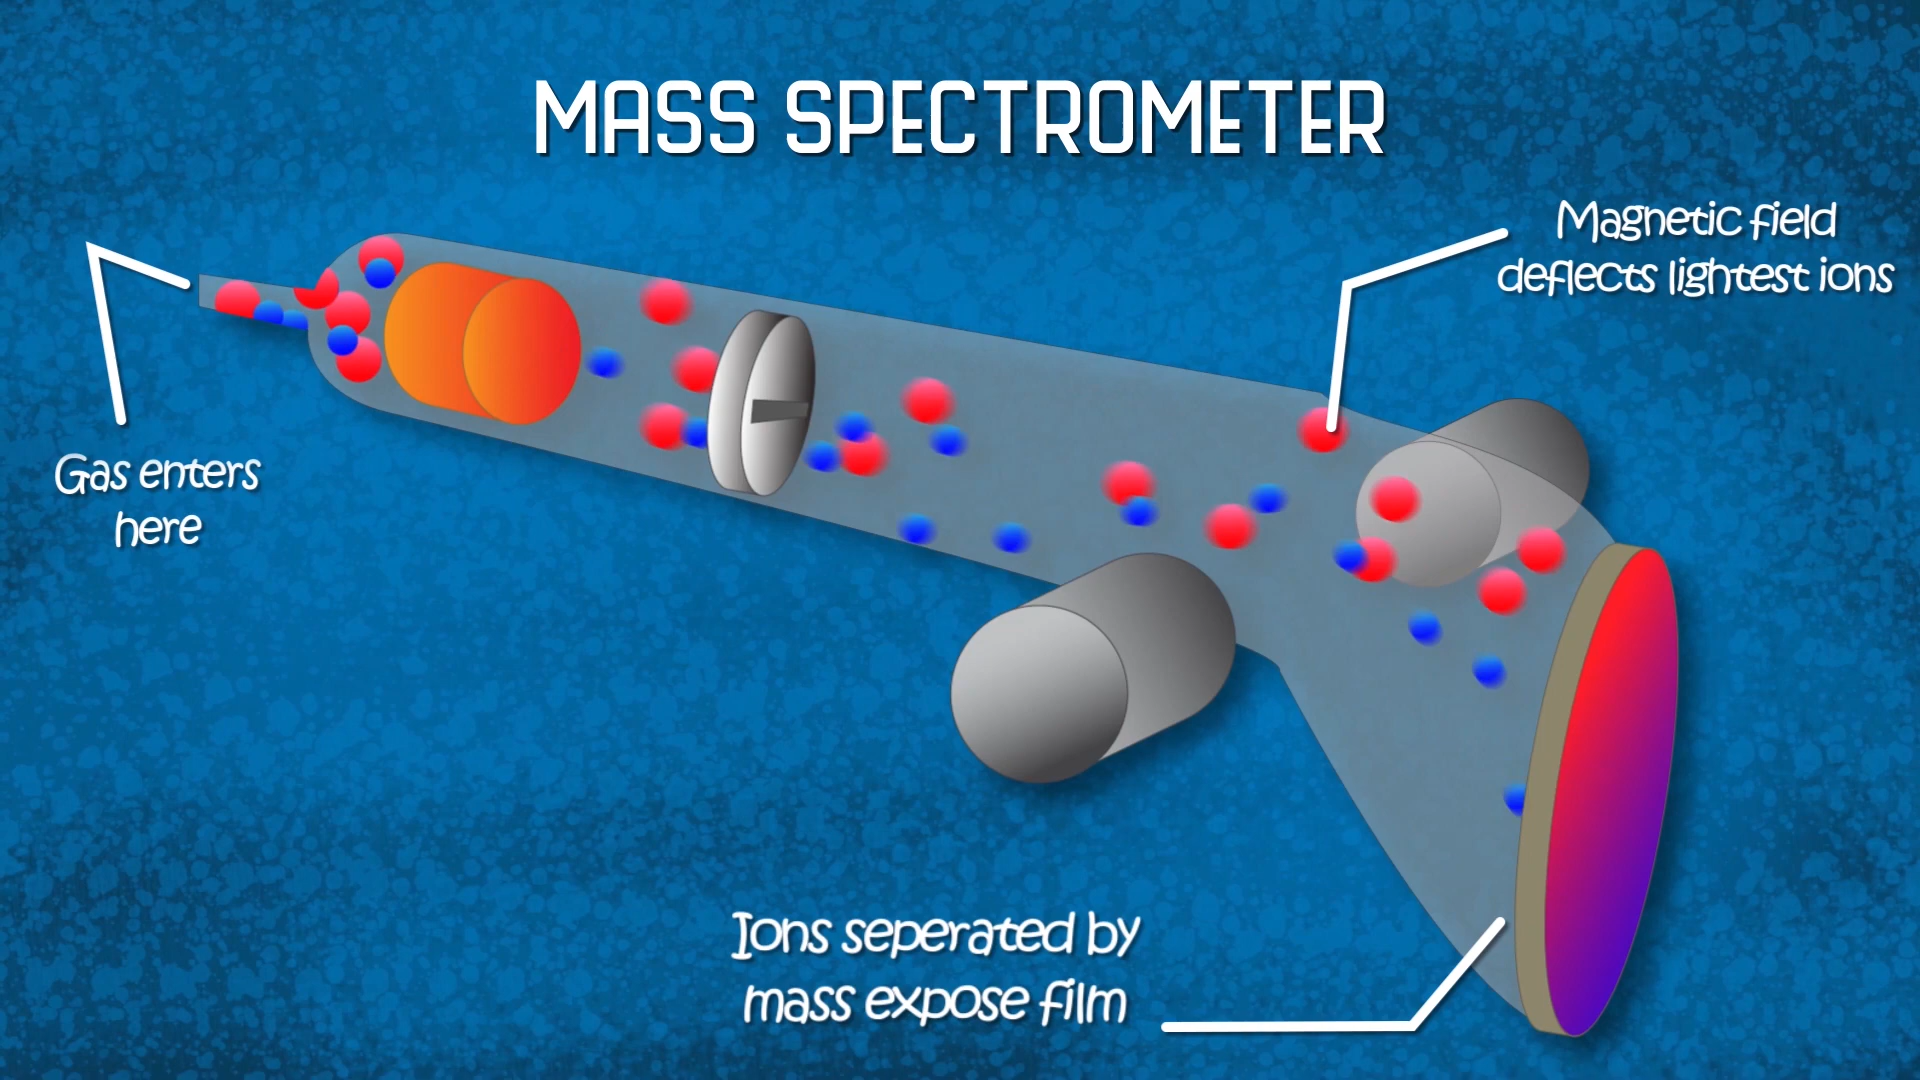 MASS SPECTROMETER
Magnetic field
deflects lightest ions
Gas enters
here
Ions seperated by
mass expose film